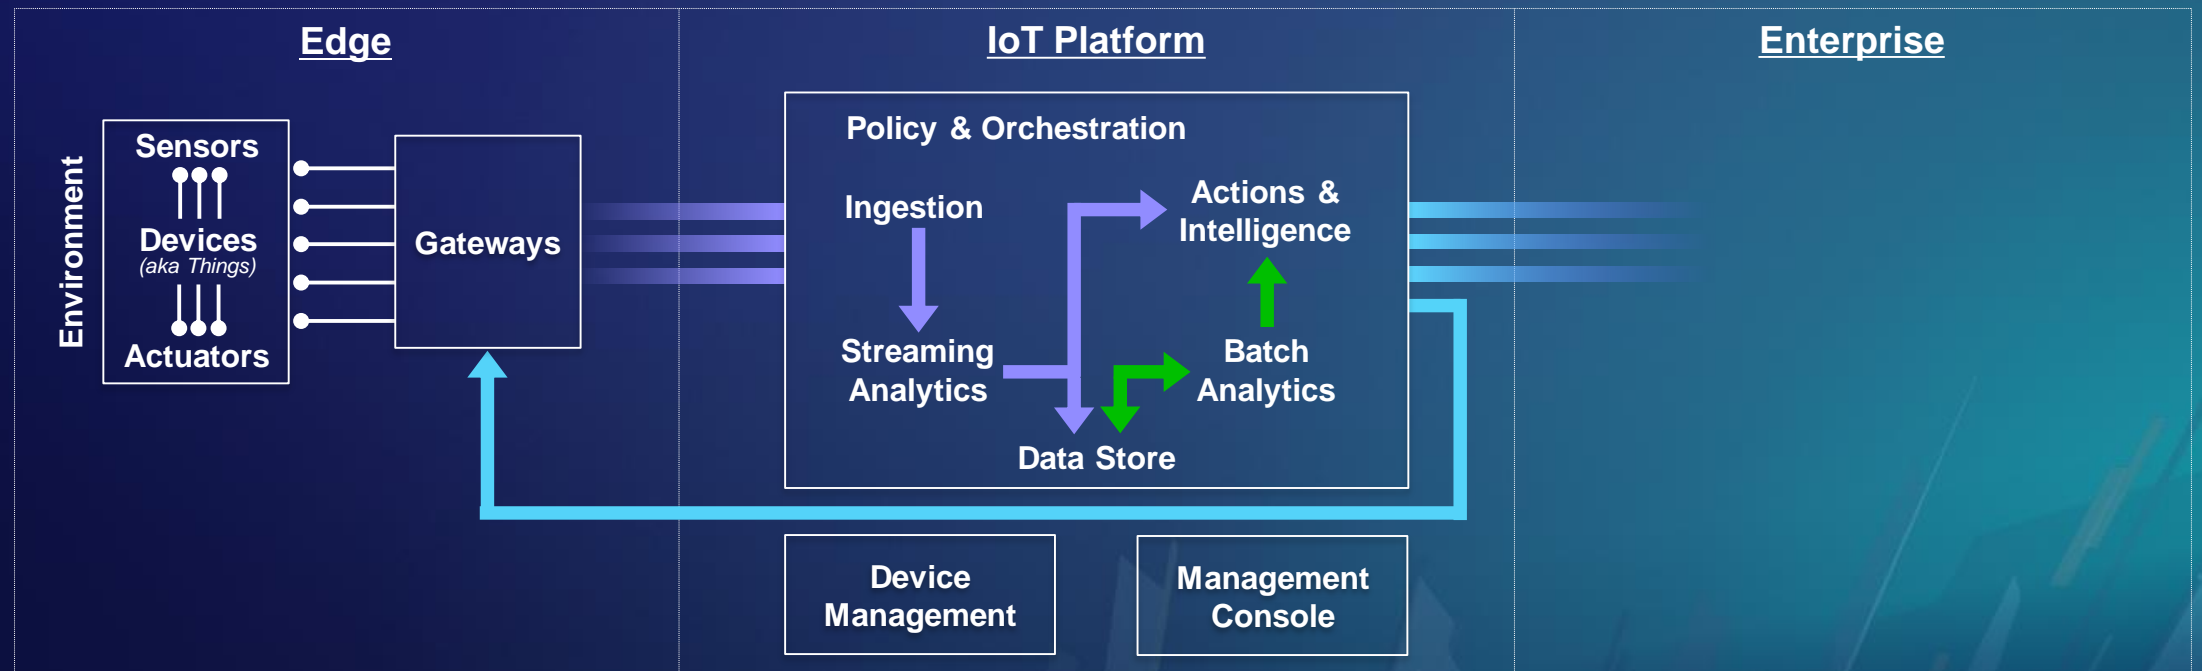 Edge
IoT Platform
Enterprise
Environment
Sensors
Devices
(aka Things)
Actuators
Gateways
Policy & Orchestration
Ingestion
Streaming
Analytics
Actions &
Intelligence
Batch
Analytics
Data Store
Device
Management
Management
Console